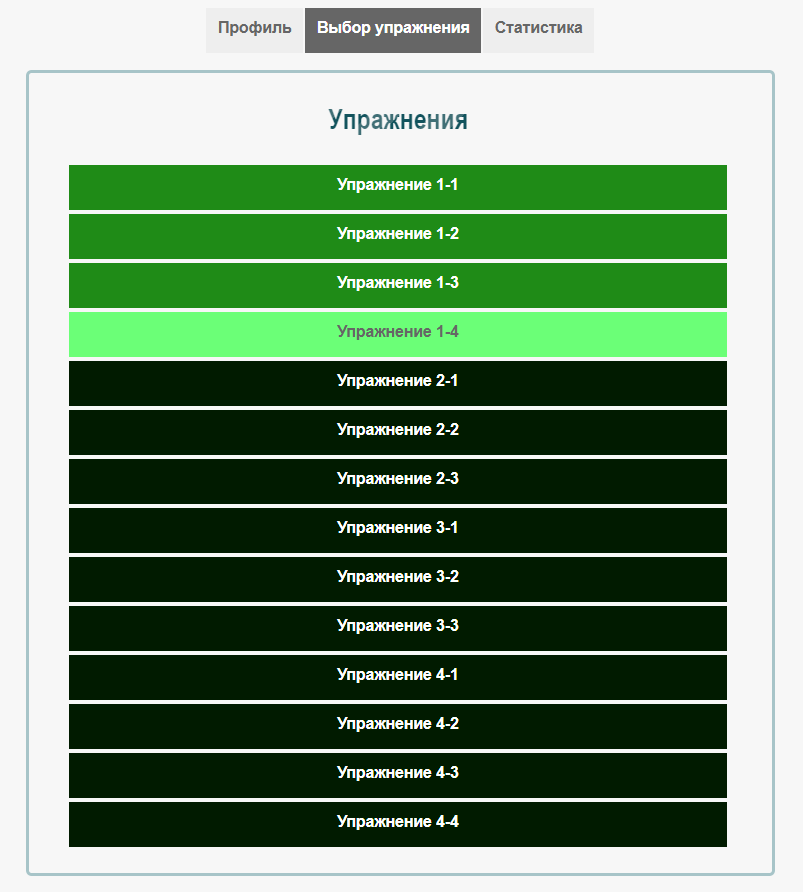 Профиль Выбор упражнения Статистика
Упражнения
Упражнение 1-1
Упражнение 1-2
Упражнение 1-3
Упражнение 1-4
Упражнение 2-1
Упражнение 2-2
Упражнение 2-3
Упражнение 3-1
Упражнение 3-2
Упражнение 3-3
Упражнение 4-1
Упражнение 4-2
Упражнение 4-3
Упражнение 4-4